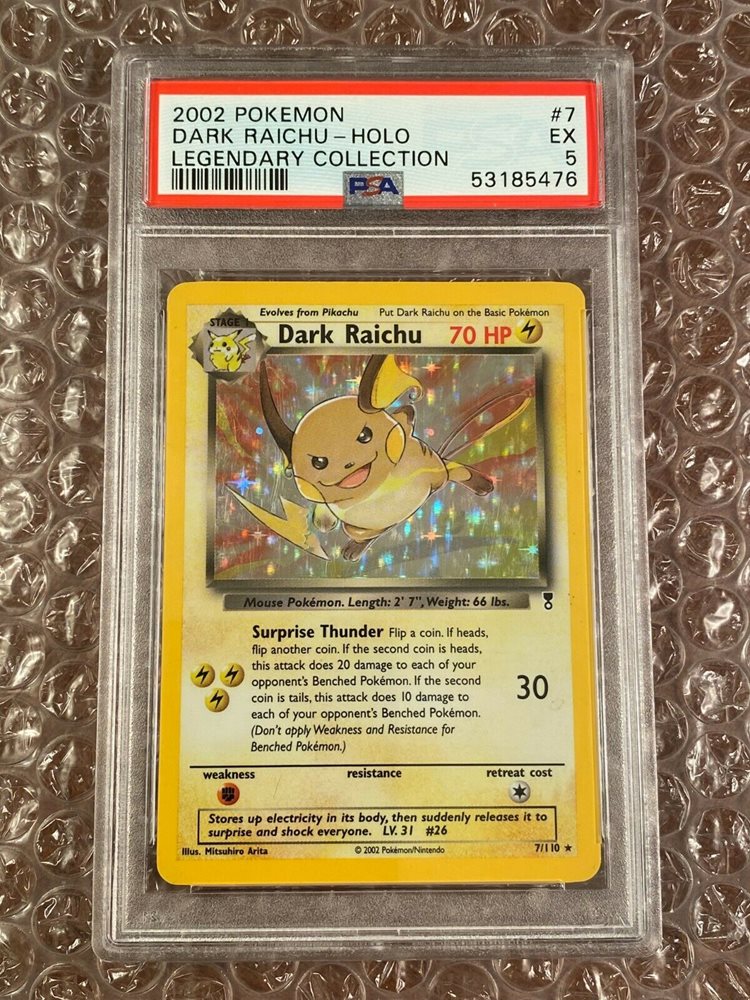 2002 POKEMON #7
DARK RAICHU - HOLO EX
LEGENDARY COLLECTION 5
PSA 53185476
Evolves from Pikachu Put Dark Raichu on the Basic Pokémon
STAGE 1
Dark Raichu 70 HP
Mouse Pokémon. Length: 2' 7", Weight: 66 lbs.
Surprise Thunder Flip a coin. If heads,
flip another coin. If the second coin is heads,
this attack does 20 damage to each of your
opponent's Benched Pokémon. If the second
coin is tails, this attack does 10 damage to
each of your opponent's Benched Pokémon.
(Don't apply Weakness and Resistance for
Benched Pokémon.)
30
weakness resistance retreat cost
Stores up electricity in its body, then suddenly releases it to
surprise and shock everyone. LV. 31 #26
Illus. Mitsuhiro Arita © 2002 Pokémon/Nintendo 7/110 ★